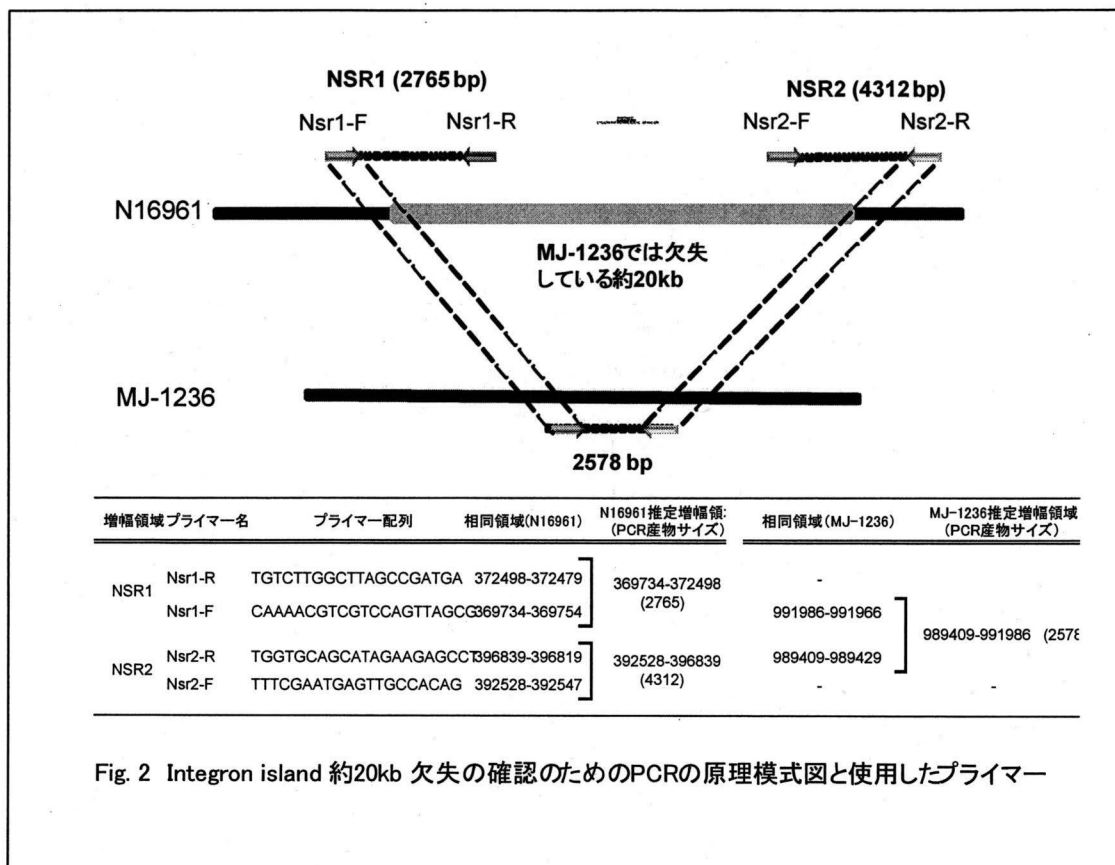 NSR1 (2765 bp)
NSR2 (4312 bp)
Nsr1-F
Nsr1-R
Nsr2-F
Nsr2-R
N16961
MJ-1236では欠失
している約20kb
MJ-1236
2578 bp
増幅領域 プライマー名 プライマー配列 相同領域(N16961) N16961推定増幅領: (PCR産物サイズ) 相同領域(MJ-1236) MJ-1236推定増幅領域 (PCR産物サイズ)
NSR1
Nsr1-R TGTCTTGGCTTAGCCGATGA 372498-372479 -
369734-372498
(2765)
Nsr1-F CAAAACGTCGTCCAGTTAGCG 369734-369754 991986-991966
989409-991986 (2578
NSR2
Nsr2-R TGGTGCAGCATAGAAGAGCCT 396839-396819 989409-989429
392528-396839
(4312)
Nsr2-F TTTCGAATGAGTTGCCACAG 392528-392547 - -
Fig. 2 Integron island 約20kb 欠失の確認のためのPCRの原理模式図と使用したプライマー